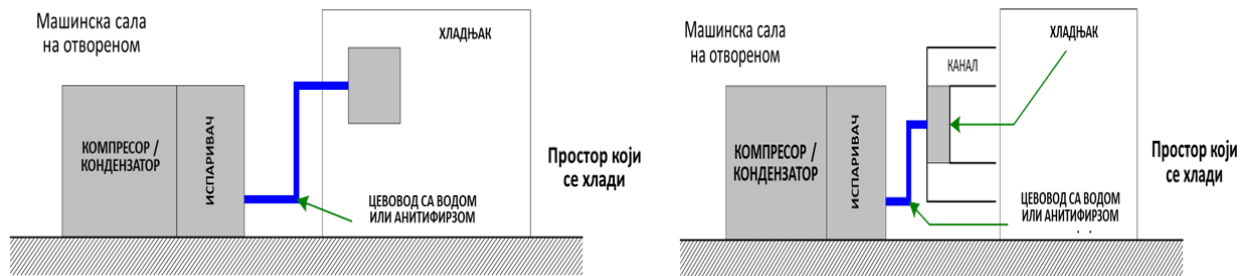 Машинска сала
на отвореном
ХЛАДЊАК
КОМПРЕСОР /
КОНДЕНЗАТОР
ИСПАРИВАЧ
Простор који
се хлади
ЦЕВОВОД СА ВОДОМ
ИЛИ АНИТИФИРЗОМ
Машинска сала
на отвореном
ХЛАДЊАК
КАНАЛ
КОМПРЕСОР /
КОНДЕНЗАТОР
ИСПАРИВАЧ
Простор који
се хлади
ЦЕВОВОД СА ВОДОМ
ИЛИ АНИТИФИРЗОМ